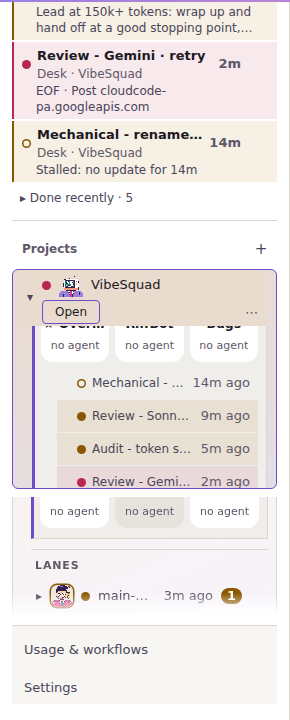 Lead at 150k+ tokens: wrap up and
hand off at a good stopping point,...
Review - Gemini · retry 2m
Desk · VibeSquad
EOF · Post cloudcode-
pa.googleapis.com
Mechanical - rename... 14m
Desk · VibeSquad
Stalled: no update for 14m
▸ Done recently · 5
Projects +
▾ VibeSquad
Open ...
no agent no agent no agent
Mechanical - ... 14m ago
Review - Sonn... 9m ago
Audit - token s... 5m ago
Review - Gemi... 2m ago
no agent no agent no agent
LANES
▸ main-... 3m ago 1
Usage & workflows
Settings